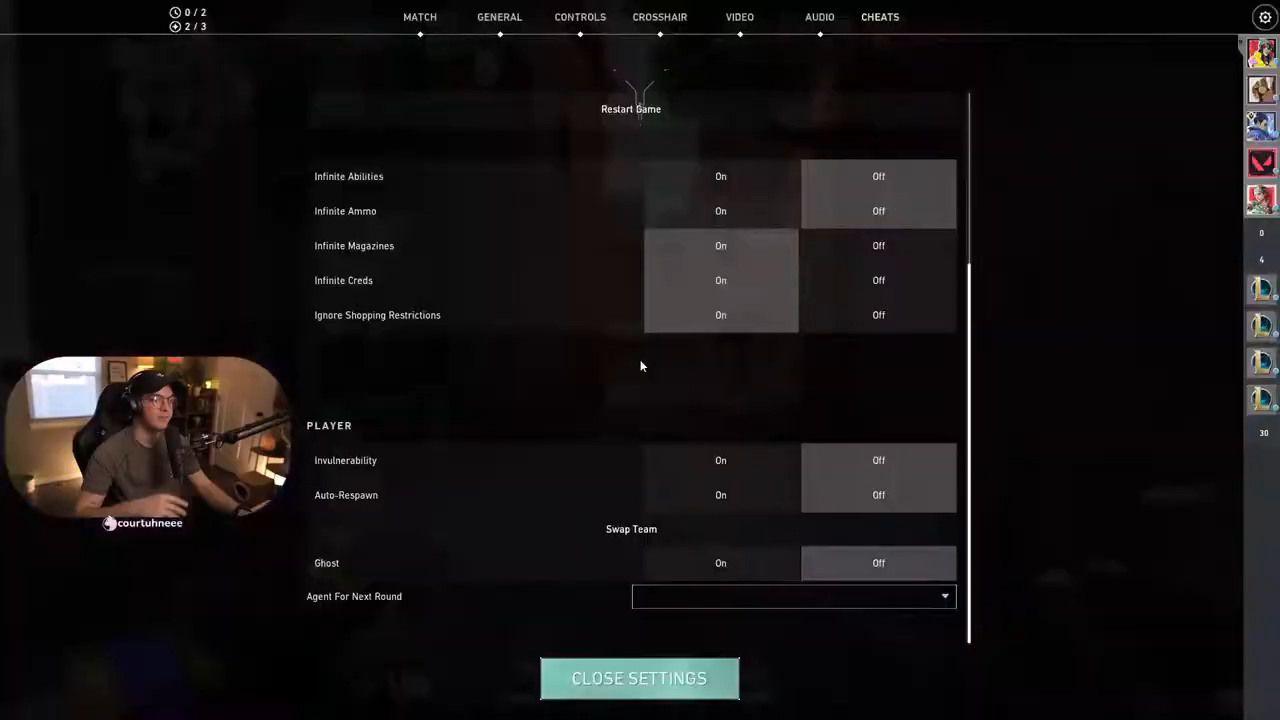 0 / 2
2 / 3
MATCH GENERAL CONTROLS CROSSHAIR VIDEO AUDIO CHEATS
Restart Game
Infinite Abilities On Off
Infinite Ammo On Off
Infinite Magazines On Off
Infinite Creds On Off
Ignore Shopping Restrictions On Off
PLAYER
Invulnerability On Off
Auto-Respawn On Off
Swap Team
Ghost On Off
Agent For Next Round
CLOSE SETTINGS
courtuhneee
0
4
30